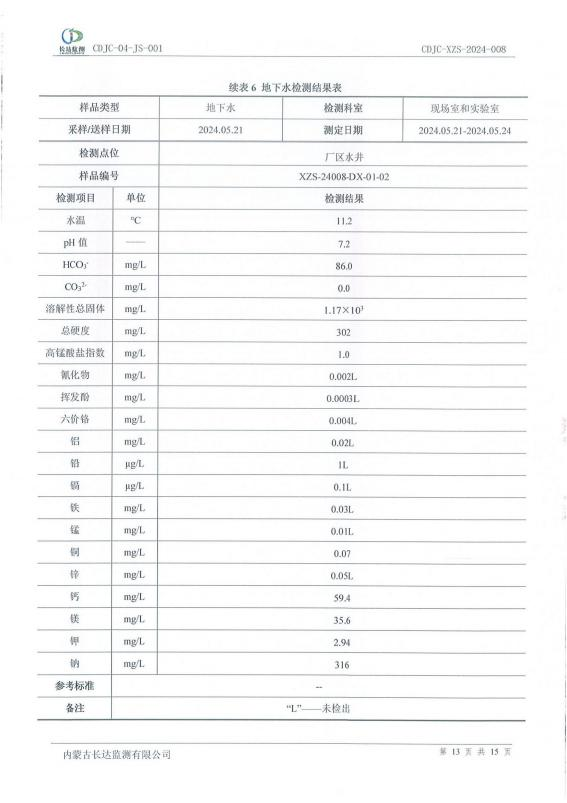 长达监测 CDJC-04-JS-001 CDJC-XZS-2024-008
续表 6 地下水检测结果表
样品类型 地下水 检测科室 现场室和实验室
采样/送样日期 2024.05.21 测定日期 2024.05.21-2024.05.24
检测点位 厂区水井
样品编号 XZS-24008-DX-01-02
检测项目 单位 检测结果
水温 ℃ 11.2
pH 值 —— 7.2
HCO₃⁻ mg/L 86.0
CO₃²⁻ mg/L 0.0
溶解性总固体 mg/L 1.17×10³
总硬度 mg/L 302
高锰酸盐指数 mg/L 1.0
氰化物 mg/L 0.002L
挥发酚 mg/L 0.0003L
六价铬 mg/L 0.004L
铝 mg/L 0.02L
铅 μg/L 1L
镉 μg/L 0.1L
铁 mg/L 0.03L
锰 mg/L 0.01L
铜 mg/L 0.07
锌 mg/L 0.05L
钙 mg/L 59.4
镁 mg/L 35.6
钾 mg/L 2.94
钠 mg/L 316
参考标准 --
备注 “L”——未检出
内蒙古长达监测有限公司 第 13 页 共 15 页